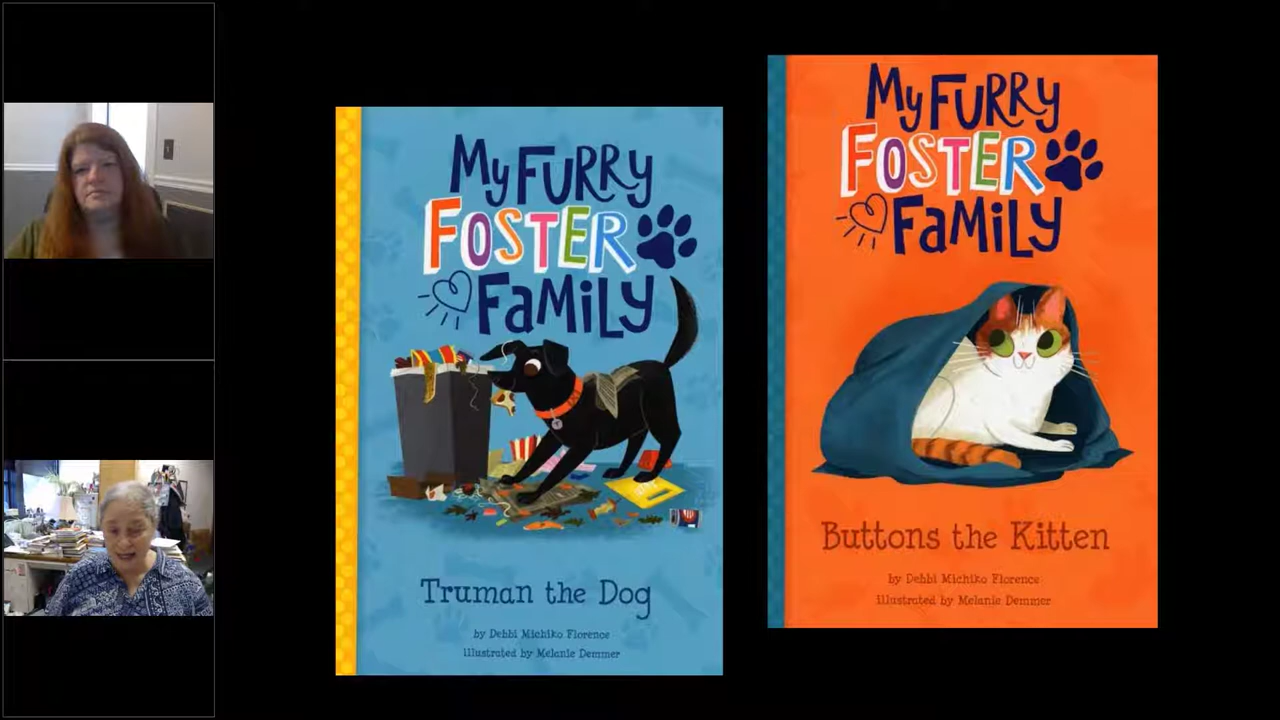 My FURRY
FOSTER
FaMiLY
Truman the Dog
by Debbi Michiko Florence
illustrated by Melanie Demmer
My FURRY
FOSTER
FaMiLY
Buttons the Kitten
by Debbi Michiko Florence
illustrated by Melanie Demmer